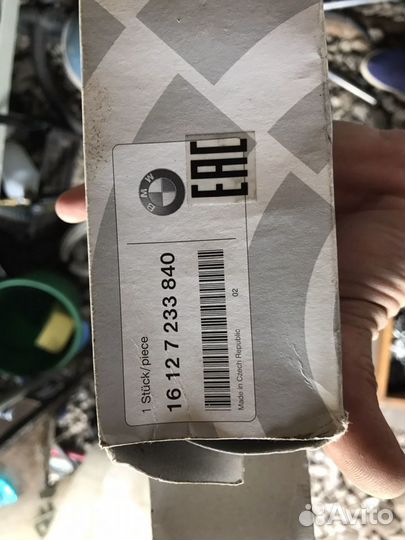 BMW
EAC
1 Stück/piece
16 12 7 233 840
02
Made in Czech Republic
Avito